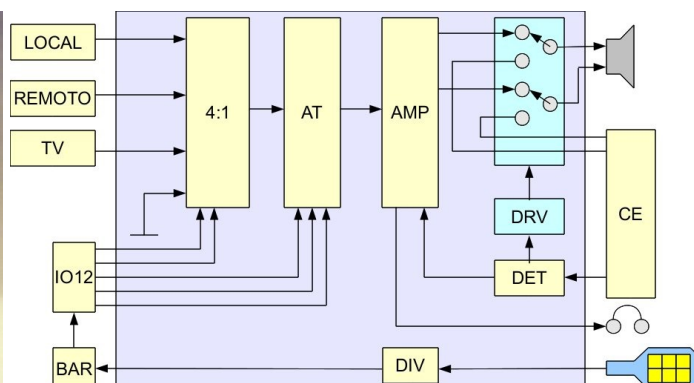 LOCAL
REMOTO
TV
4:1
AT
AMP
CE
DRV
IO12
DET
BAR
DIV